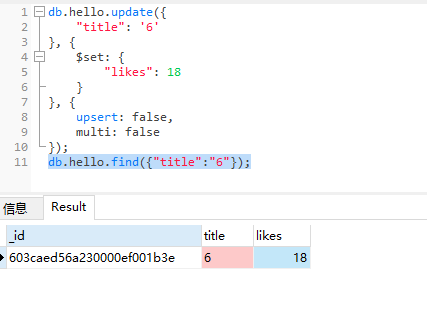 1 db.hello.update({
2     "title": '6'
3 }, {
4     $set: {
5         "likes": 18
6     }
7 }, {
8     upsert: false,
9     multi: false
10 });
11 db.hello.find({"title":"6"});
信息 Result
_id title likes
603caed56a230000ef001b3e 6 18